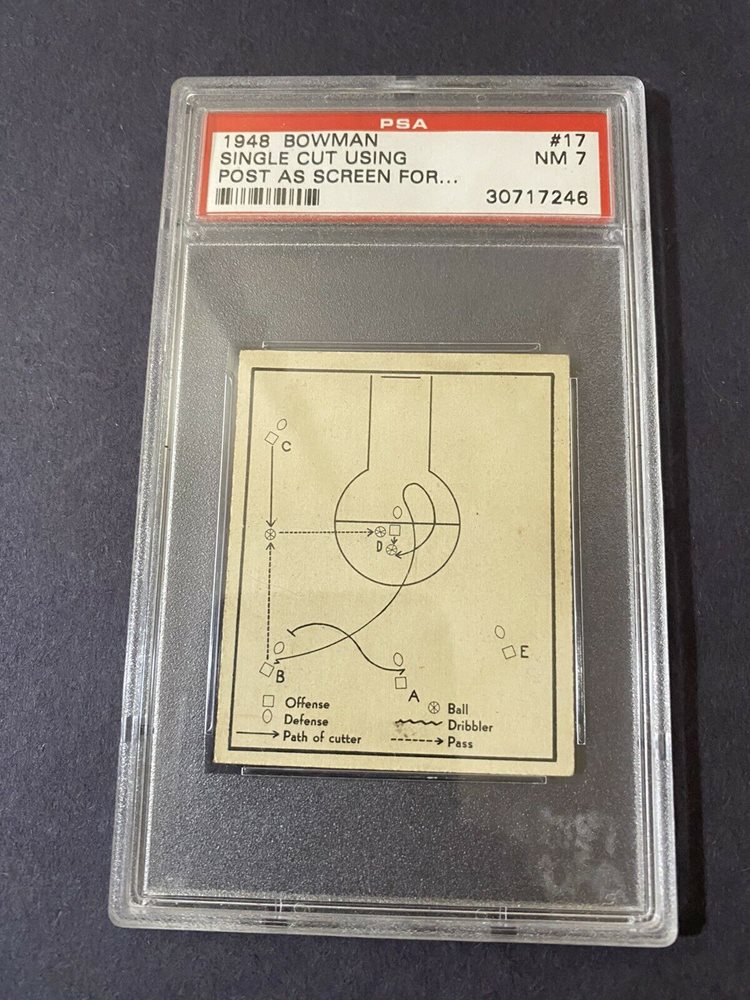 PSA
1948 BOWMAN #17
SINGLE CUT USING NM 7
POST AS SCREEN FOR...
30717246
C
D
B
A
E
Offense
Defense
Path of cutter
Ball
Dribbler
Pass